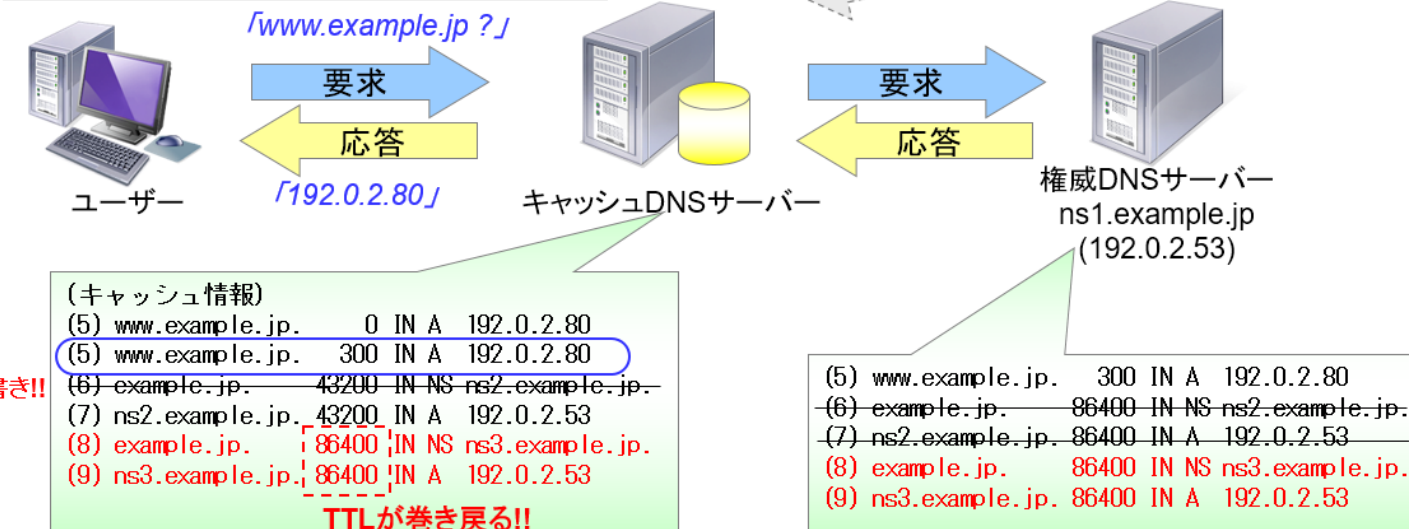 「www.example.jp ?」
要求
要求
応答
応答
ユーザー
「192.0.2.80」
キャッシュDNSサーバー
権威DNSサーバー
ns1.example.jp
(192.0.2.53)
(キャッシュ情報)
(5) www.example.jp. 0 IN A 192.0.2.80
(5) www.example.jp. 300 IN A 192.0.2.80
書き!!
(6) example.jp. 43200 IN NS ns2.example.jp.
(7) ns2.example.jp. 43200 IN A 192.0.2.53
(8) example.jp. 86400 IN NS ns3.example.jp.
(9) ns3.example.jp. 86400 IN A 192.0.2.53
TTLが巻き戻る!!
(5) www.example.jp. 300 IN A 192.0.2.80
(6) example.jp. 86400 IN NS ns2.example.jp.
(7) ns2.example.jp. 86400 IN A 192.0.2.53
(8) example.jp. 86400 IN NS ns3.example.jp.
(9) ns3.example.jp. 86400 IN A 192.0.2.53